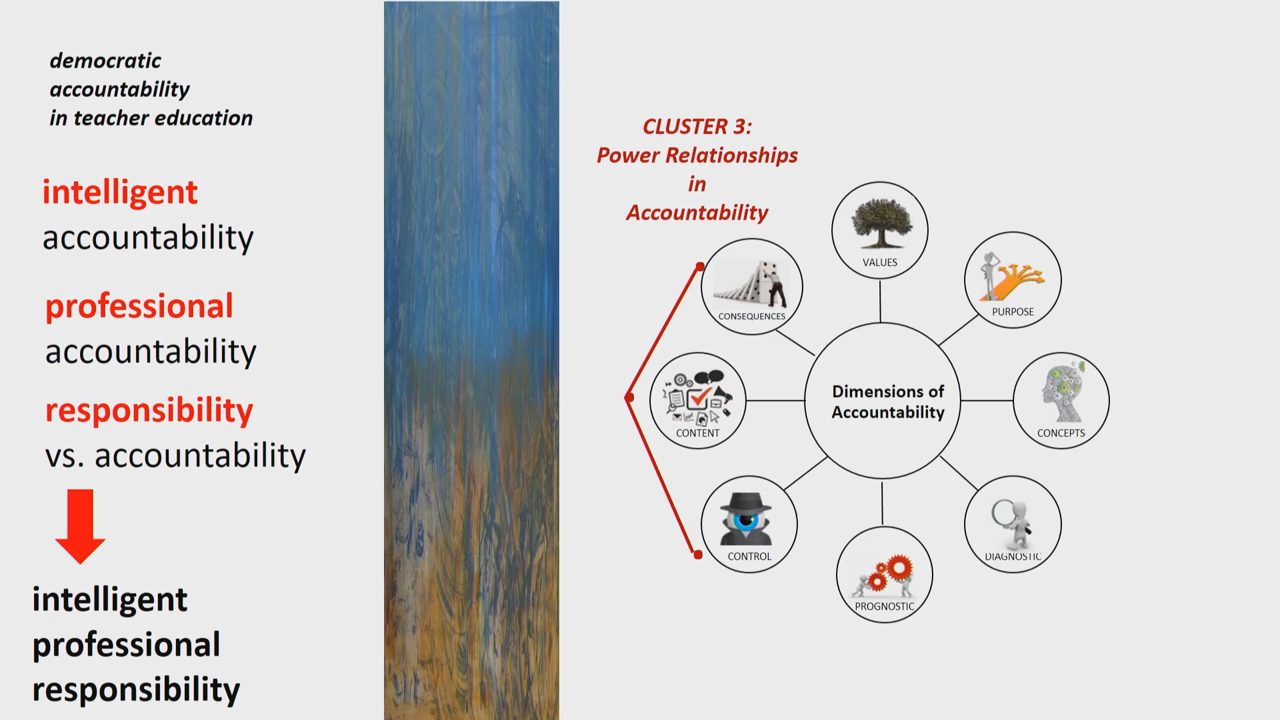 democratic
accountability
in teacher education
intelligent
accountability
professional
accountability
responsibility
vs. accountability
intelligent
professional
responsibility
CLUSTER 3:
Power Relationships
in
Accountability
VALUES
PURPOSE
CONCEPTS
DIAGNOSTIC
PROGNOSTIC
CONTROL
CONTENT
CONSEQUENCES
Dimensions of
Accountability